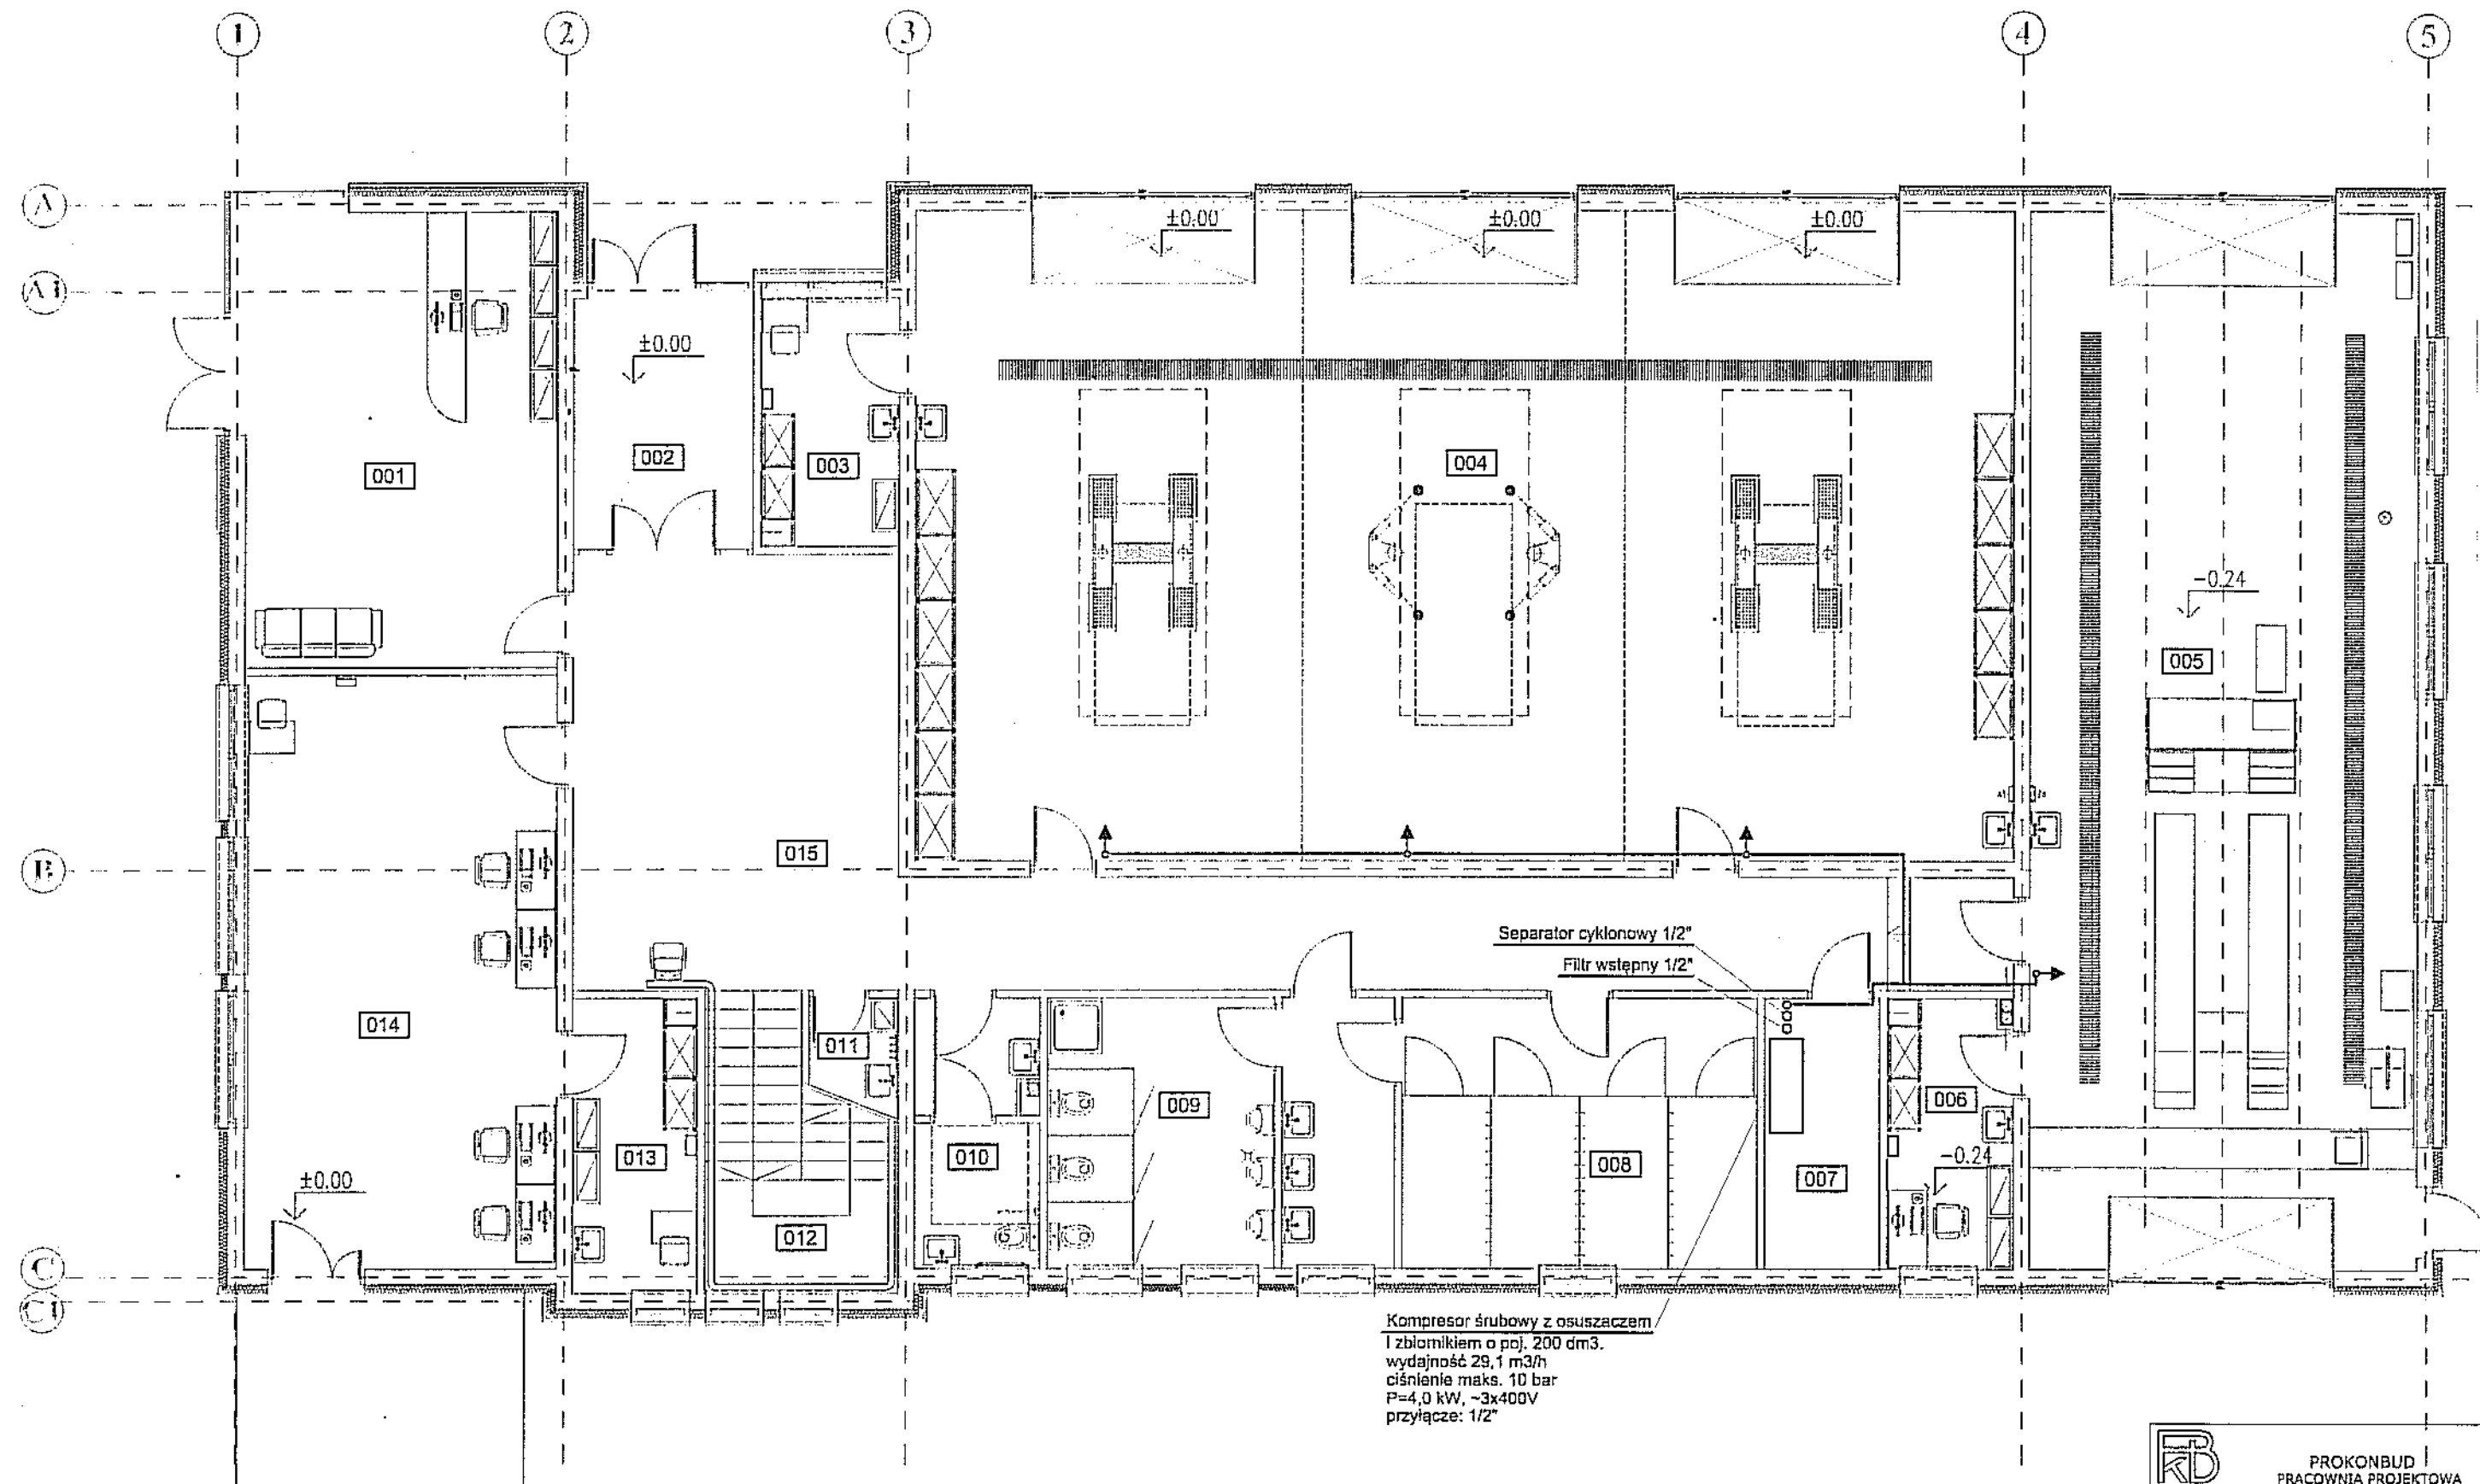 1
2
3
4
5
A
A1
±0.00
±0.00
±0.00
±0.00
001
002
003
004
-0.24
005
B
015
Separator cyklonowy 1/2"
Filtr wstępny 1/2"
014
011
009
006
013
010
008
007
-0.24
±0.00
012
C
C1
Kompresor śrubowy z osuszaczem
i zbiornikiem o poj. 200 dm3.
wydajność 29,1 m3/h
ciśnienie maks. 10 bar
P=4,0 kW, ~3x400V
przyłącze: 1/2"
PROKONBUD
PRACOWNIA PROJEKTOWA